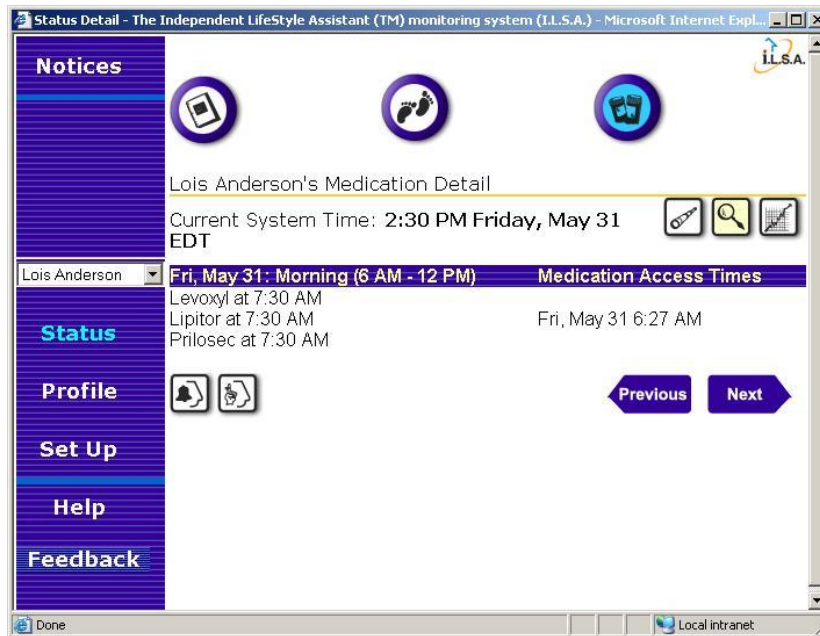 Status Detail - The Independent LifeStyle Assistant (TM) monitoring system (I.L.S.A.) - Microsoft Internet Expl...
Notices
i.L.S.A.
Lois Anderson's Medication Detail
Current System Time: 2:30 PM Friday, May 31
EDT
Lois Anderson
Fri, May 31: Morning (6 AM - 12 PM) Medication Access Times
Levoxyl at 7:30 AM
Lipitor at 7:30 AM Fri, May 31 6:27 AM
Prilosec at 7:30 AM
Status
Profile
Previous Next
Set Up
Help
Feedback
Done Local intranet